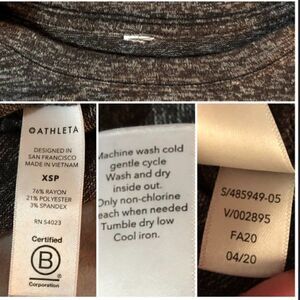 ATHLETA
XSP
DESIGNED IN
SAN FRANCISCO
MADE IN VIETNAM
76% RAYON
21% POLYESTER
3% SPANDEX
RN 54023
Certified
B
Corporation
Machine wash cold
gentle cycle
Wash and dry
inside out.
Only non-chlorine
each when needed
Tumble dry low
Cool iron.
S/485949-05
V/002895
FA20
04/20